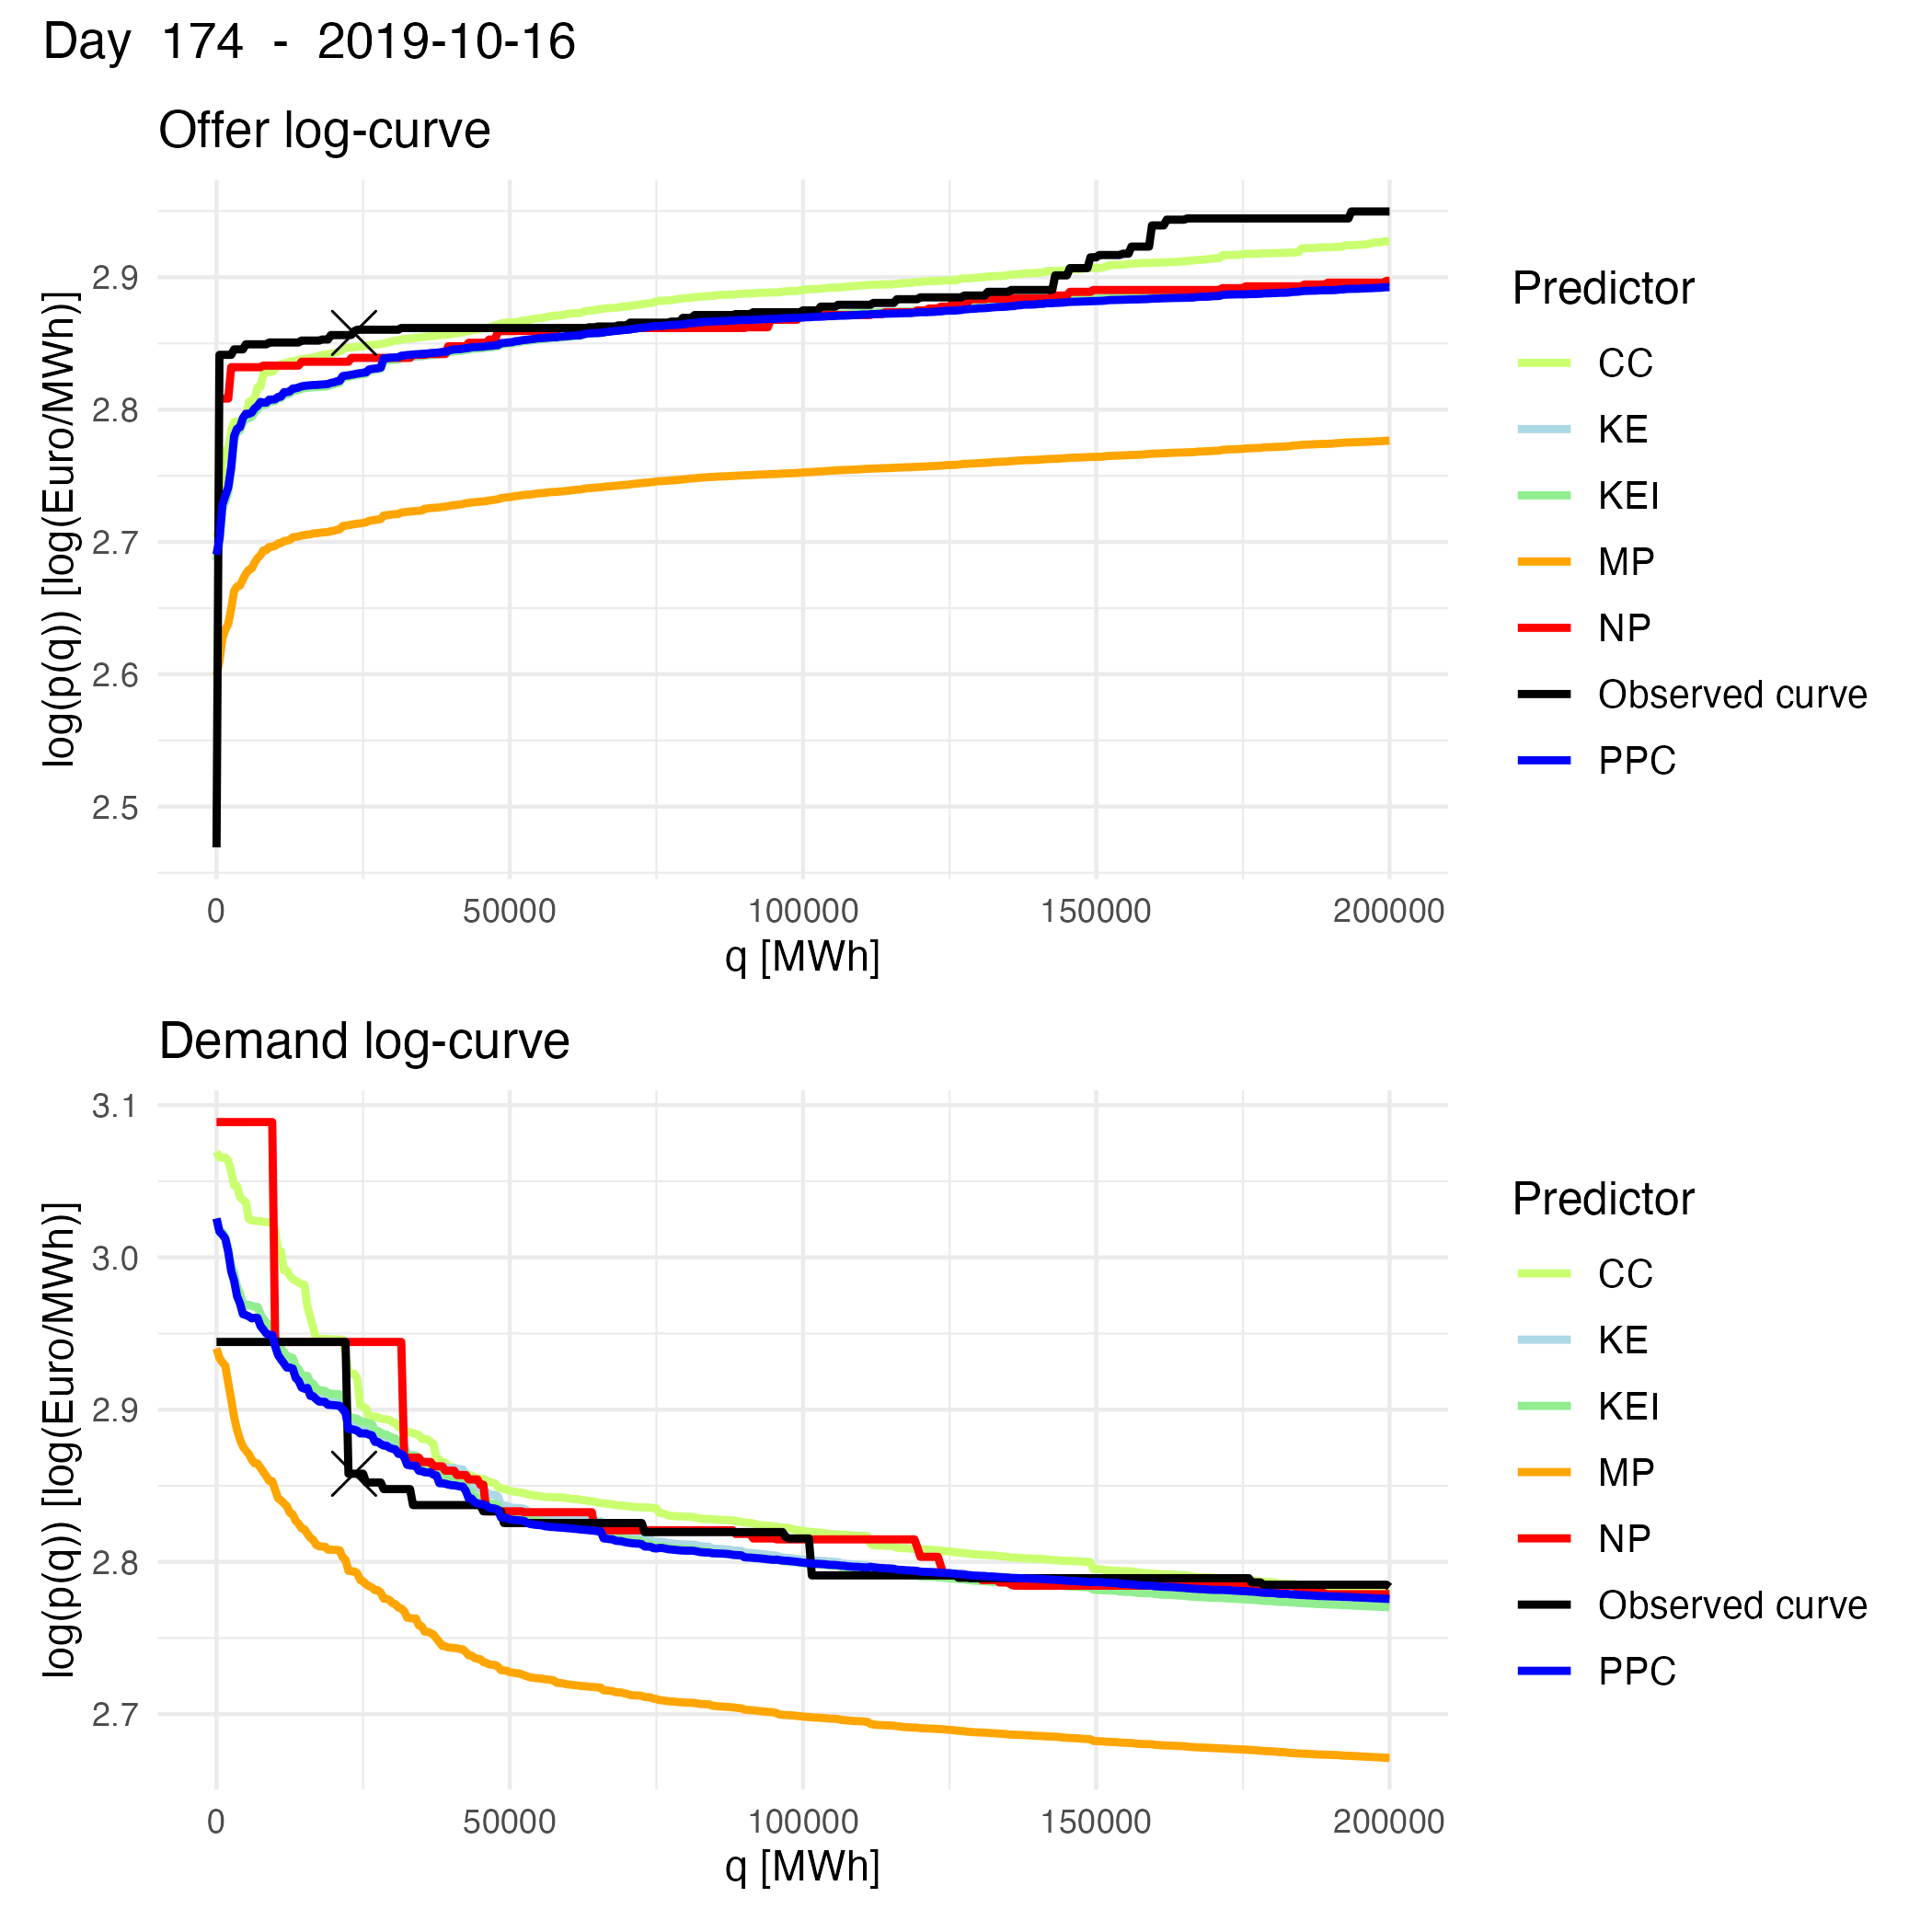 Day 174 - 2019-10-16
Offer log-curve
log(p(q)) [log(Euro/MWh)]
2.9
2.8
2.7
2.6
2.5
0 50000 100000 150000 200000
q [MWh]
Predictor
CC
KE
KEI
MP
NP
Observed curve
PPC
Demand log-curve
log(p(q)) [log(Euro/MWh)]
3.1
3.0
2.9
2.8
2.7
0 50000 100000 150000 200000
q [MWh]
Predictor
CC
KE
KEI
MP
NP
Observed curve
PPC